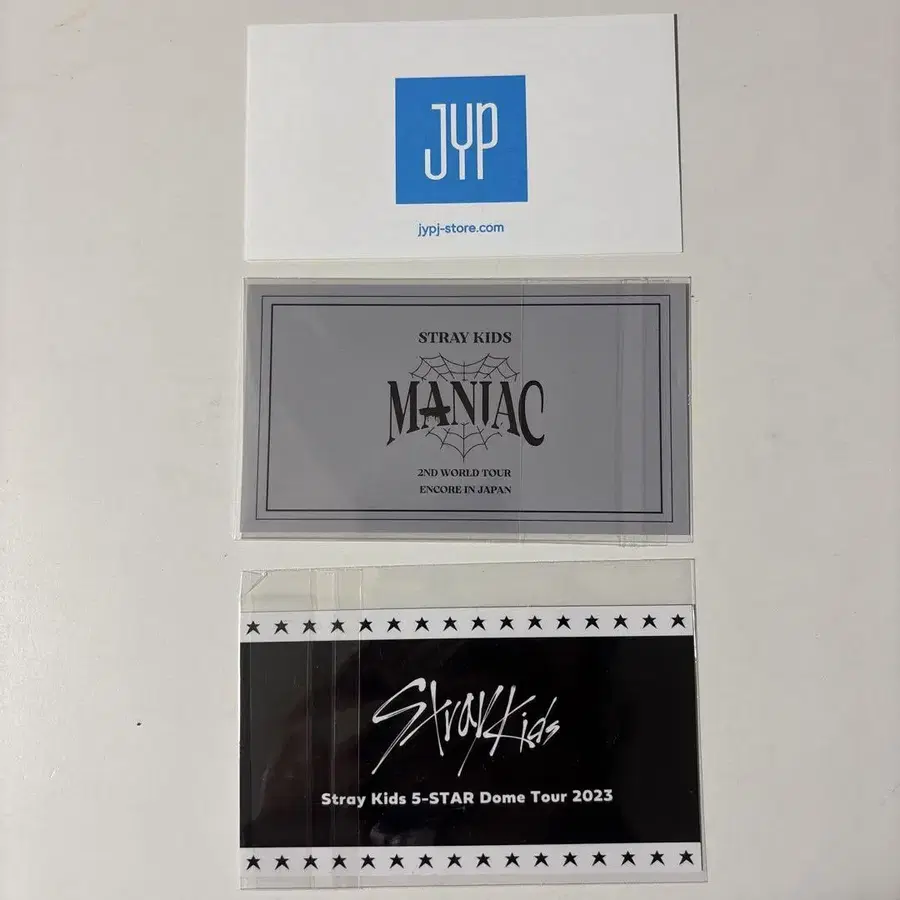 JYP
jypj-store.com
STRAY KIDS
MANIAC
2ND WORLD TOUR
ENCORE IN JAPAN
Stray Kids
Stray Kids 5-STAR Dome Tour 2023